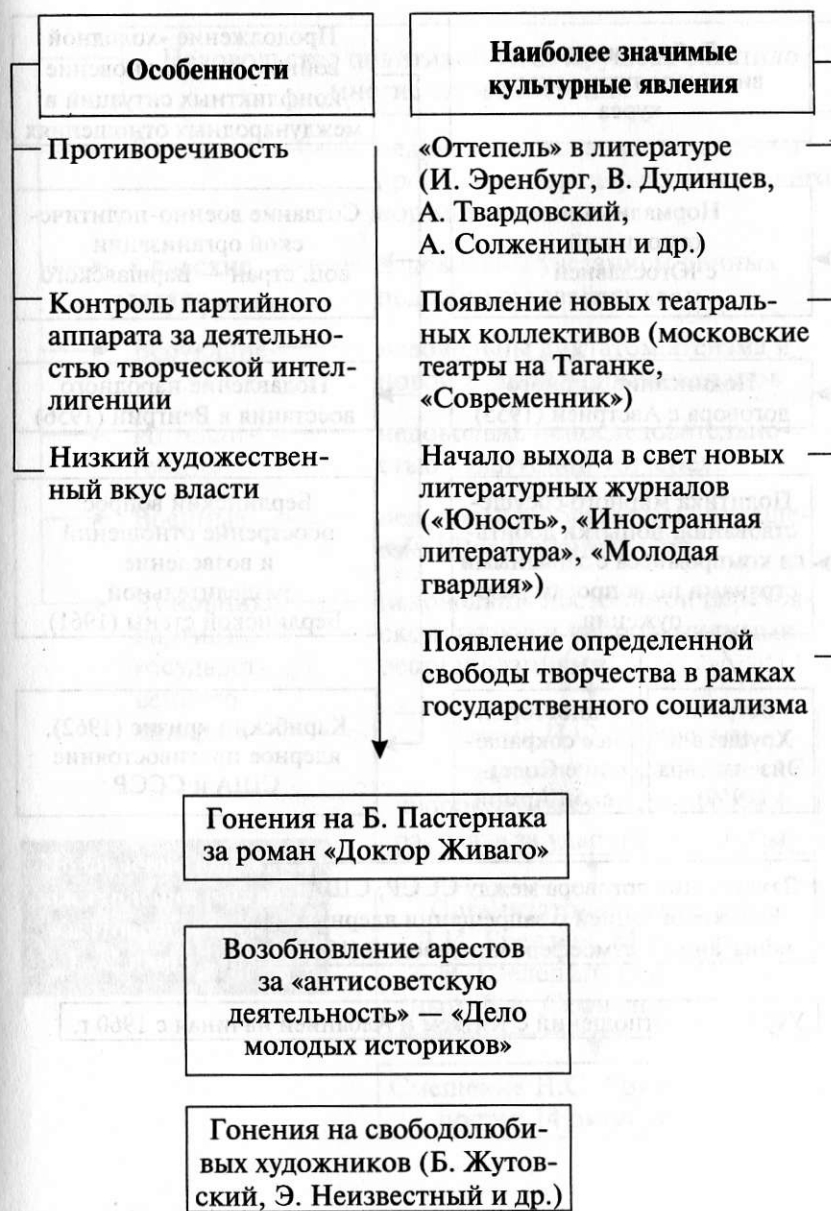 Особенности
Противоречивость
Контроль партийного
аппарата за деятельно-
стью творческой интел-
лигенции
Низкий художествен-
ный вкус власти
Наиболее значимые
культурные явления
«Оттепель» в литературе
(И. Эренбург, В. Дудинцев,
А. Твардовский,
А. Солженицын и др.)
Появление новых театраль-
ных коллективов (московские
театры на Таганке,
«Современник»)
Начало выхода в свет новых
литературных журналов
(«Юность», «Иностранная
литература», «Молодая
гвардия»)
Появление определенной
свободы творчества в рамках
государственного социализма
Гонения на Б. Пастернака
за роман «Доктор Живаго»
Возобновление арестов
за «антисоветскую
деятельность» — «Дело
молодых историков»
Гонения на свободолюби-
вых художников (Б. Жутов-
ский, Э. Неизвестный и др.)